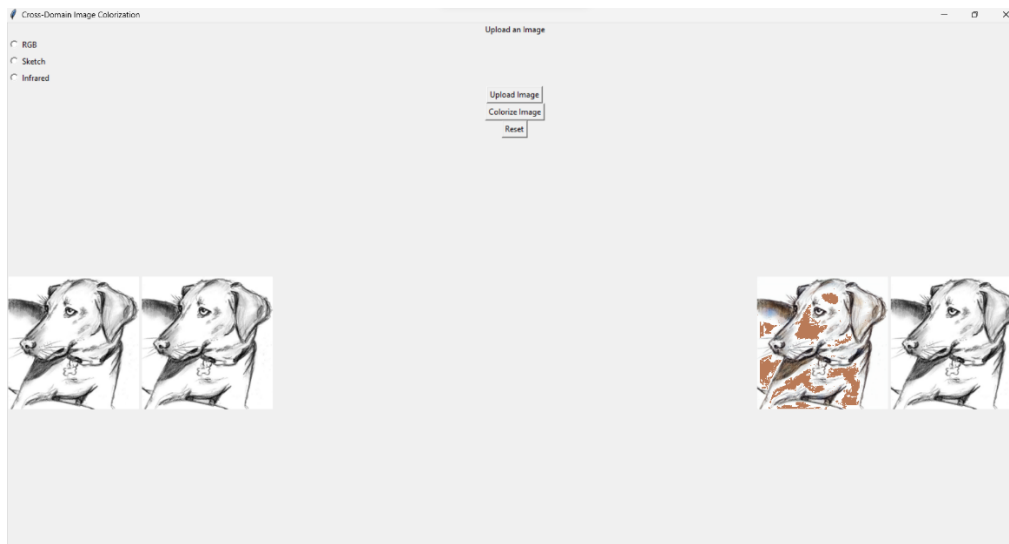 Cross-Domain Image Colorization
Upload an Image
RGB
Sketch
Infrared
Upload Image
Colorize Image
Reset